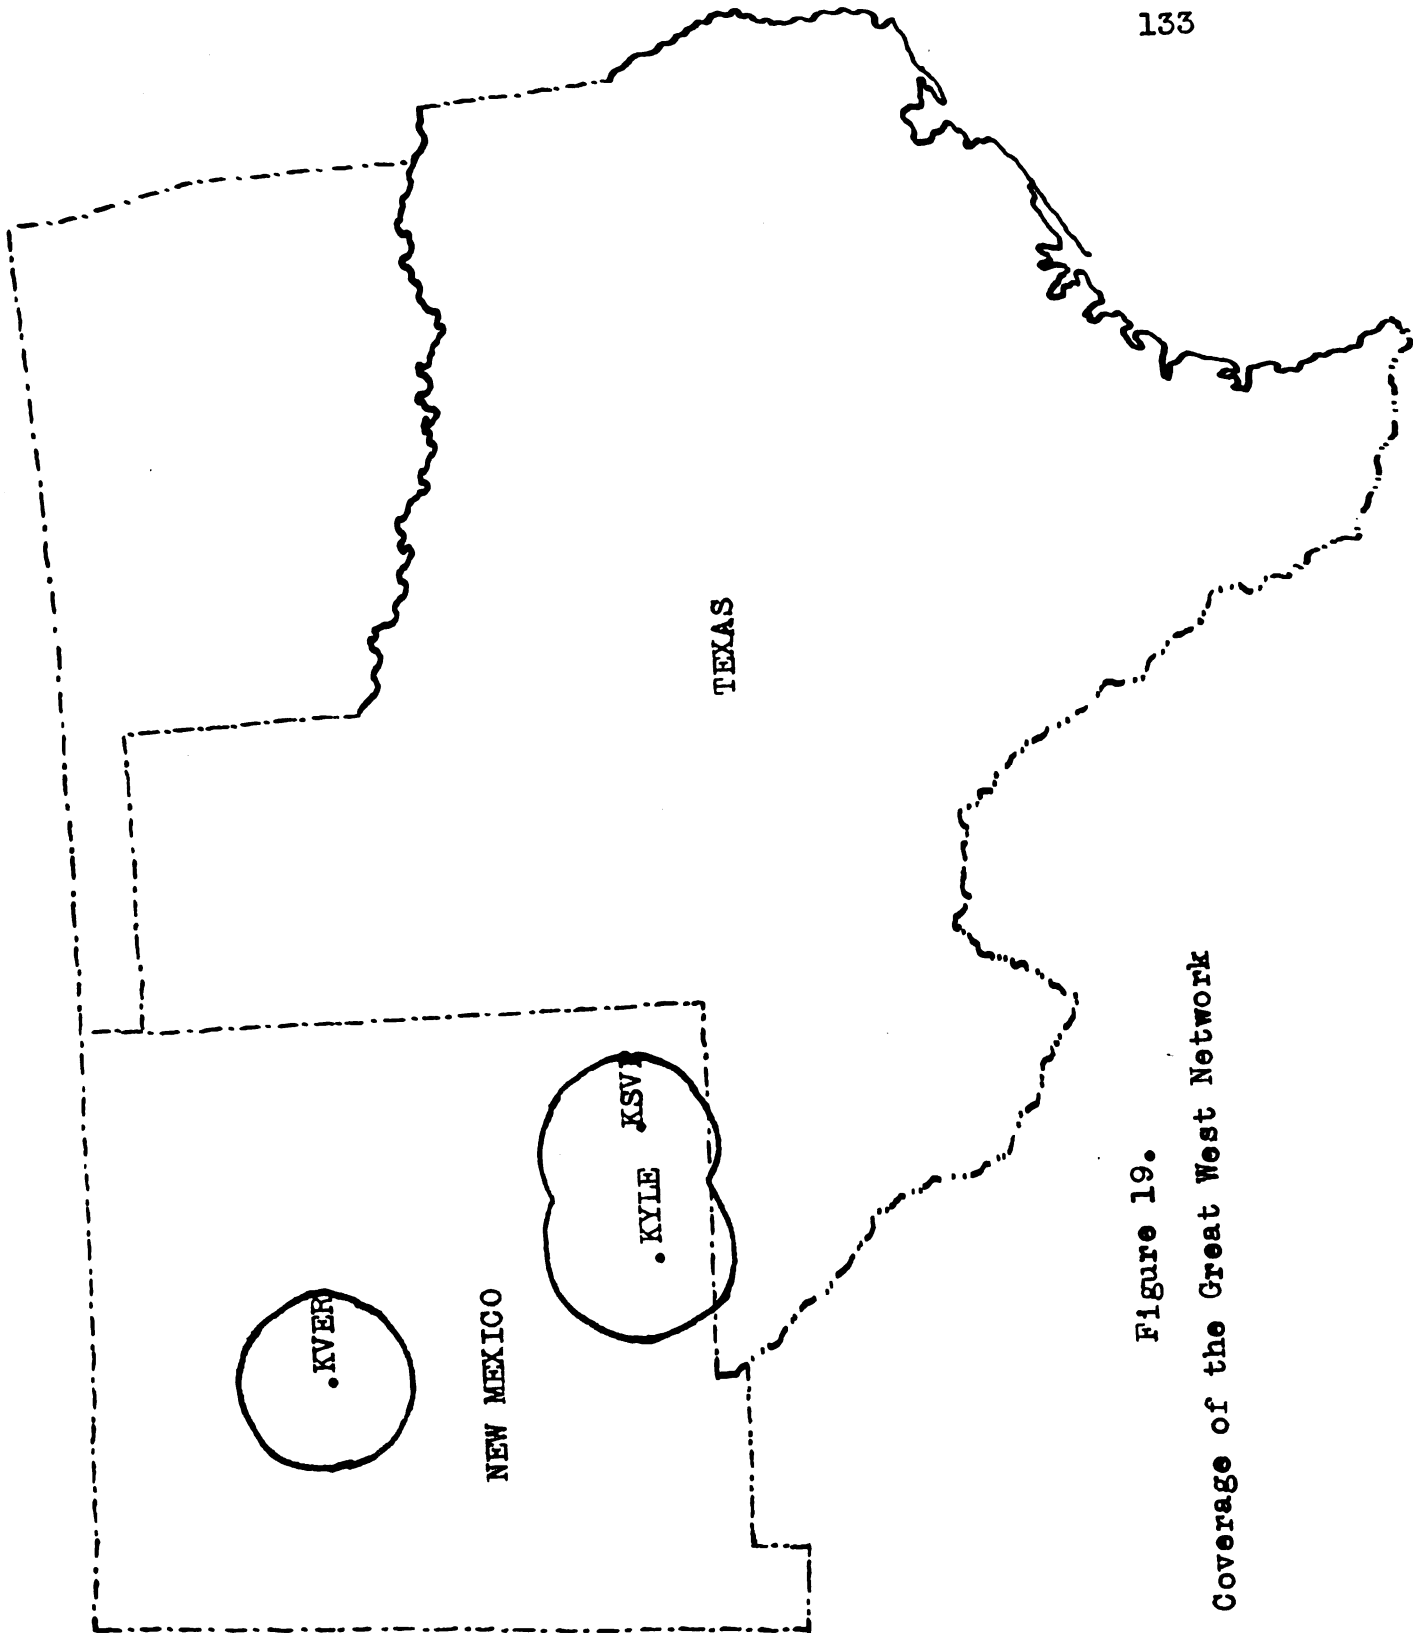 133
TEXAS
KSVP
KYLE
KVER
NEW MEXICO
Figure 19.
Coverage of the Great West Network